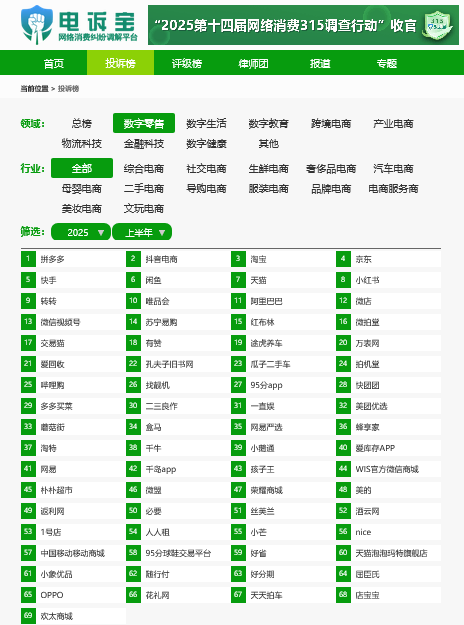 电诉宝
网络消费纠纷调解平台
“2025第十四届网络消费315调查行动”收官
315
首页 投诉榜 评级榜 律师团 报道 专题
当前位置 > 投诉榜
领域: 总榜 数字零售 数字生活 数字教育 跨境电商 产业电商
物流科技 金融科技 数字健康 其他
行业: 全部 综合电商 社交电商 生鲜电商 奢侈品电商 汽车电商
母婴电商 二手电商 导购电商 服装电商 品牌电商 电商服务商
美妆电商 文玩电商
筛选: 2025 ▼ 上半年 ▼
1 拼多多 2 抖音电商 3 淘宝 4 京东
5 快手 6 闲鱼 7 天猫 8 小红书
9 转转 10 唯品会 11 阿里巴巴 12 微店
13 微信视频号 14 苏宁易购 15 红布林 16 微拍堂
17 交易猫 18 有赞 19 途虎养车 20 万表网
21 爱回收 22 孔夫子旧书网 23 瓜子二手车 24 拍机堂
25 哔哩购 26 找靓机 27 95分app 28 快团团
29 多多买菜 30 二三良作 31 一直娱 32 美团优选
33 蘑菇街 34 盒马 35 网易严选 36 蜂享家
37 淘特 38 千牛 39 小鹅通 40 爱库存APP
41 网易 42 千岛app 43 孩子王 44 WIS官方微信商城
45 朴朴超市 46 微盟 47 荣耀商城 48 美的
49 返利网 50 必要 51 丝芙兰 52 酒云网
53 1号店 54 人人租 55 小芒 56 nice
57 中国移动移动商城 58 95分球鞋交易平台 59 好省 60 天猫泡泡玛特旗舰店
61 小象优品 62 随行付 63 好分期 64 屈臣氏
65 OPPO 66 花礼网 67 天天拍车 68 店宝宝
69 欢太商城